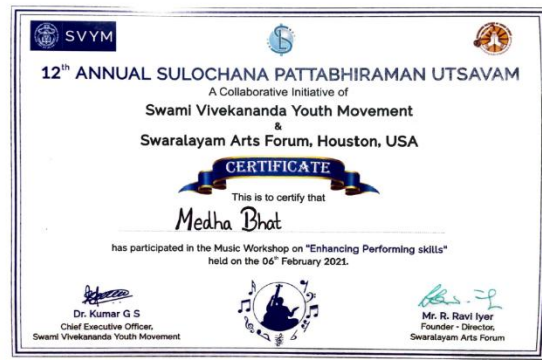 SVYM
12th ANNUAL SULOCHANA PATTABHIRAMAN UTSAVAM
A Collaborative Initiative of
Swami Vivekananda Youth Movement
&
Swaralayam Arts Forum, Houston, USA
CERTIFICATE
This is to certify that
Medha Bhat
has participated in the Music Workshop on "Enhancing Performing skills"
held on the 06th February 2021.
Dr. Kumar G S
Chief Executive Officer,
Swami Vivekananda Youth Movement
Mr. R. Ravi Iyer
Founder - Director,
Swaralayam Arts Forum